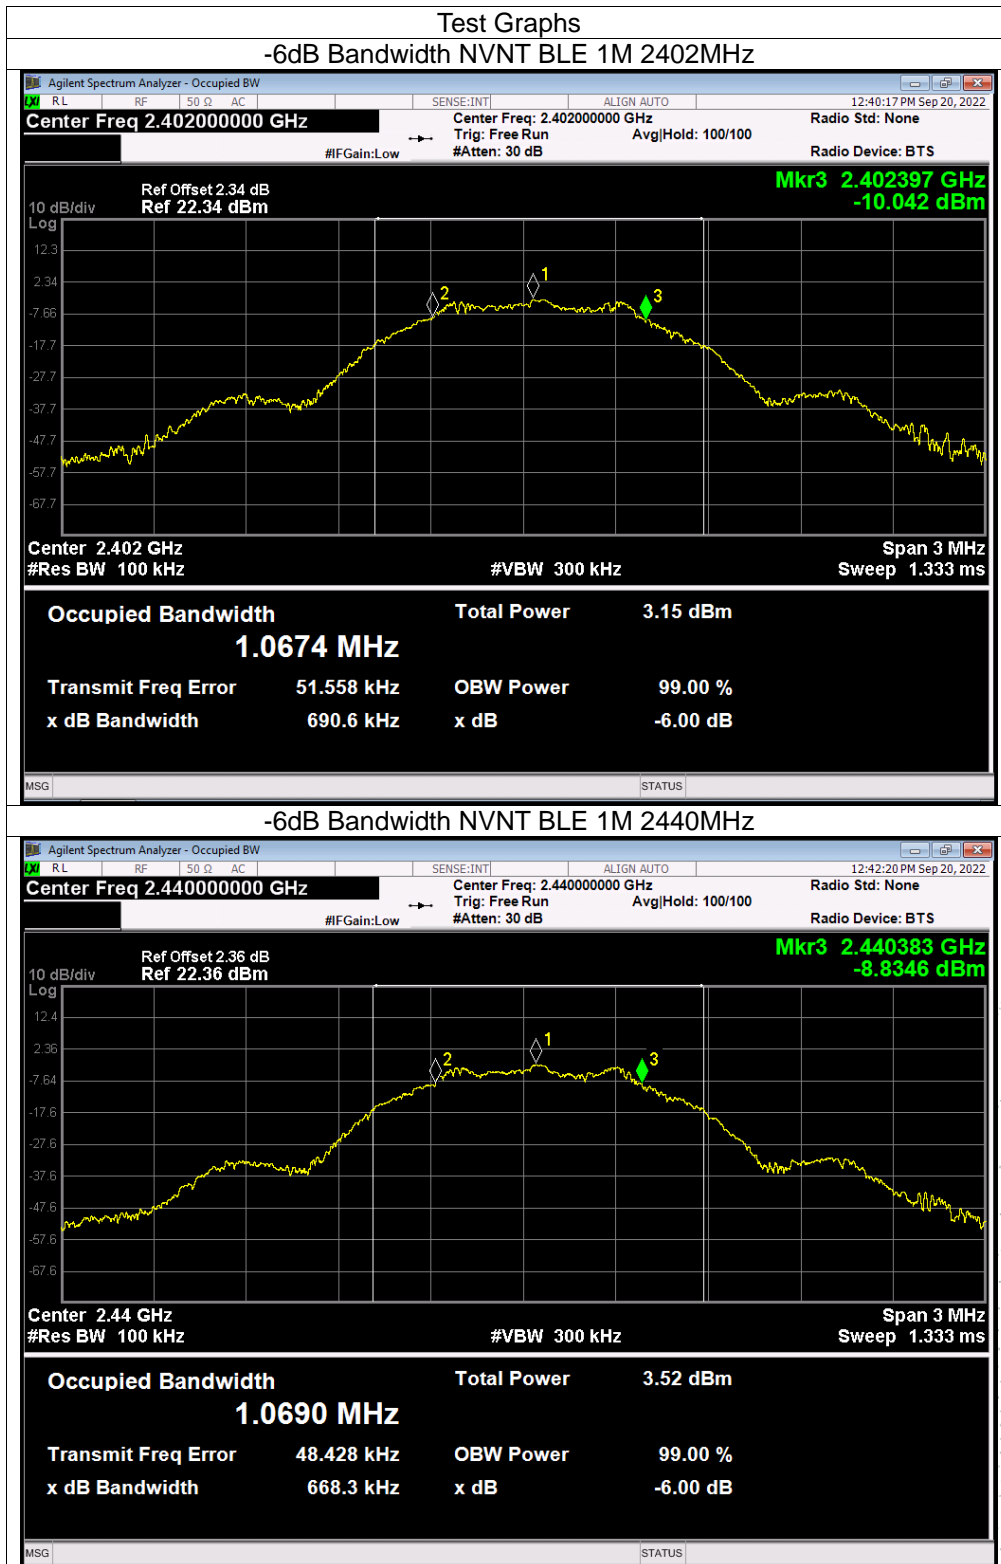 Test Graphs
-6dB Bandwidth NVNT BLE 1M 2402MHz
Agilent Spectrum Analyzer - Occupied BW
LXI RL RF 50 Ω AC SENSE:INT ALIGN AUTO 12:40:17 PM Sep 20, 2022
Center Freq 2.402000000 GHz Center Freq: 2.402000000 GHz Radio Std: None
Trig: Free Run Avg|Hold: 100/100
#IFGain:Low #Atten: 30 dB Radio Device: BTS
Mkr3 2.402397 GHz
-10.042 dBm
Ref Offset 2.34 dB
10 dB/div Ref 22.34 dBm
Log
12.3
2.34
-7.66
-17.7
-27.7
-37.7
-47.7
-57.7
-67.7
1
2
3
Center 2.402 GHz Span 3 MHz
#Res BW 100 kHz #VBW 300 kHz Sweep 1.333 ms
Occupied Bandwidth Total Power 3.15 dBm
1.0674 MHz
Transmit Freq Error 51.558 kHz OBW Power 99.00 %
x dB Bandwidth 690.6 kHz x dB -6.00 dB
MSG STATUS
-6dB Bandwidth NVNT BLE 1M 2440MHz
Agilent Spectrum Analyzer - Occupied BW
LXI RL RF 50 Ω AC SENSE:INT ALIGN AUTO 12:42:20 PM Sep 20, 2022
Center Freq 2.440000000 GHz Center Freq: 2.440000000 GHz Radio Std: None
Trig: Free Run Avg|Hold: 100/100
#IFGain:Low #Atten: 30 dB Radio Device: BTS
Mkr3 2.440383 GHz
-8.8346 dBm
Ref Offset 2.36 dB
10 dB/div Ref 22.36 dBm
Log
12.4
2.36
-7.64
-17.6
-27.6
-37.6
-47.6
-57.6
-67.6
1
2
3
Center 2.44 GHz Span 3 MHz
#Res BW 100 kHz #VBW 300 kHz Sweep 1.333 ms
Occupied Bandwidth Total Power 3.52 dBm
1.0690 MHz
Transmit Freq Error 48.428 kHz OBW Power 99.00 %
x dB Bandwidth 668.3 kHz x dB -6.00 dB
MSG STATUS